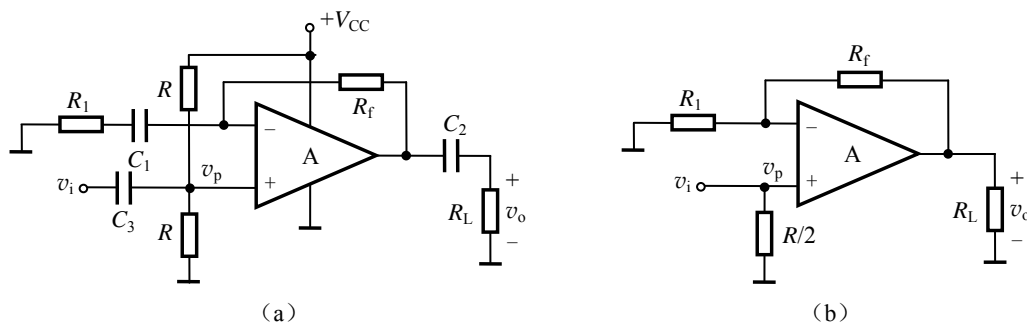 +VCC
R
R1
Rf
−
C1
A
C2
vi
C3
vp
+
R
RL
+
vo
−
（a）
Rf
R1
−
A
vi
vp
+
R/2
RL
+
vo
−
（b）